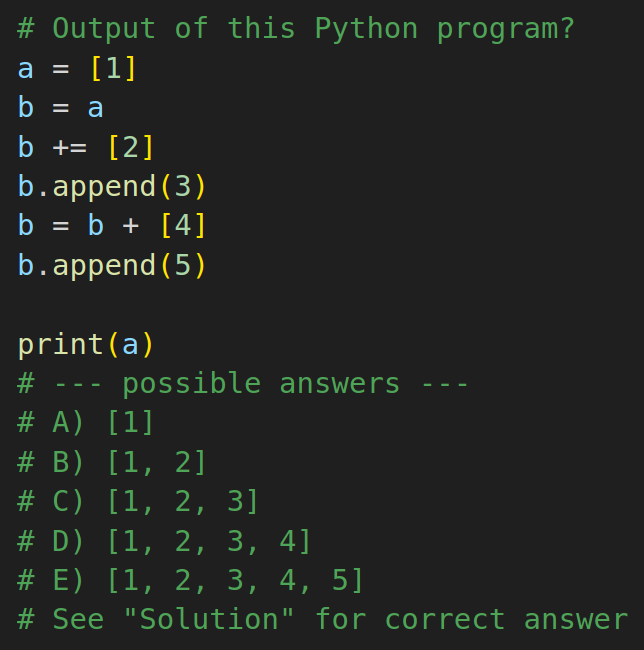 # Output of this Python program?
a = [1]
b = a
b += [2]
b.append(3)
b = b + [4]
b.append(5)

print(a)
# --- possible answers ---
# A) [1]
# B) [1, 2]
# C) [1, 2, 3]
# D) [1, 2, 3, 4]
# E) [1, 2, 3, 4, 5]
# See "Solution" for correct answer